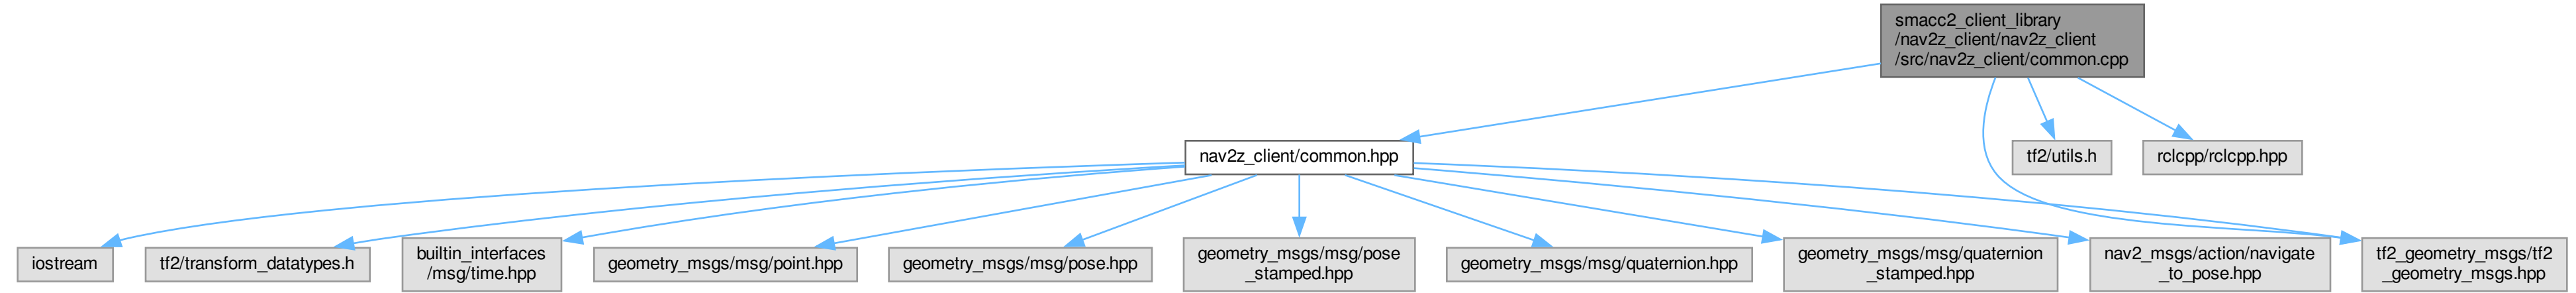 smacc2_client_library
/nav2z_client/nav2z_client
/src/nav2z_client/common.cpp
nav2z_client/common.hpp
tf2/utils.h
rclcpp/rclcpp.hpp
iostream
tf2/transform_datatypes.h
builtin_interfaces
/msg/time.hpp
geometry_msgs/msg/point.hpp
geometry_msgs/msg/pose.hpp
geometry_msgs/msg/pose
_stamped.hpp
geometry_msgs/msg/quaternion.hpp
geometry_msgs/msg/quaternion
_stamped.hpp
nav2_msgs/action/navigate
_to_pose.hpp
tf2_geometry_msgs/tf2
_geometry_msgs.hpp